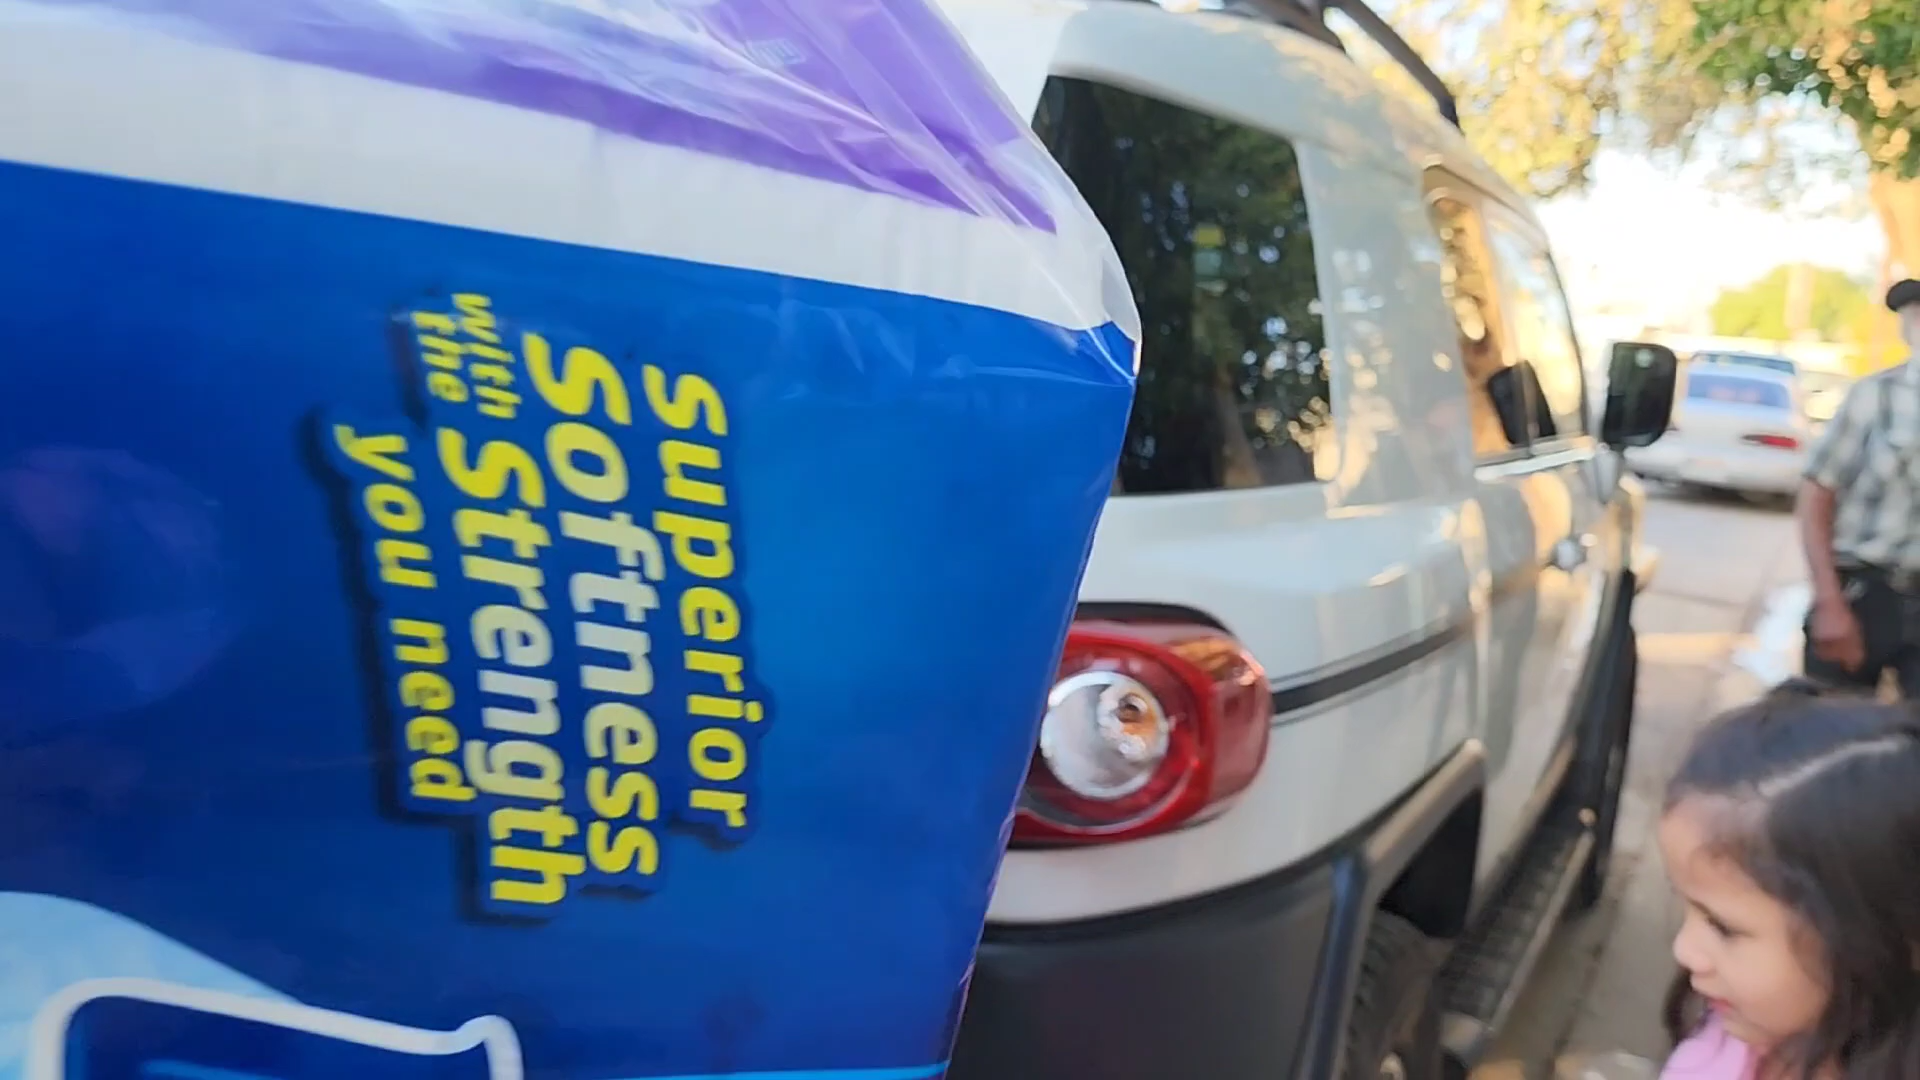 Superior
Softness
with
the Strength
you need